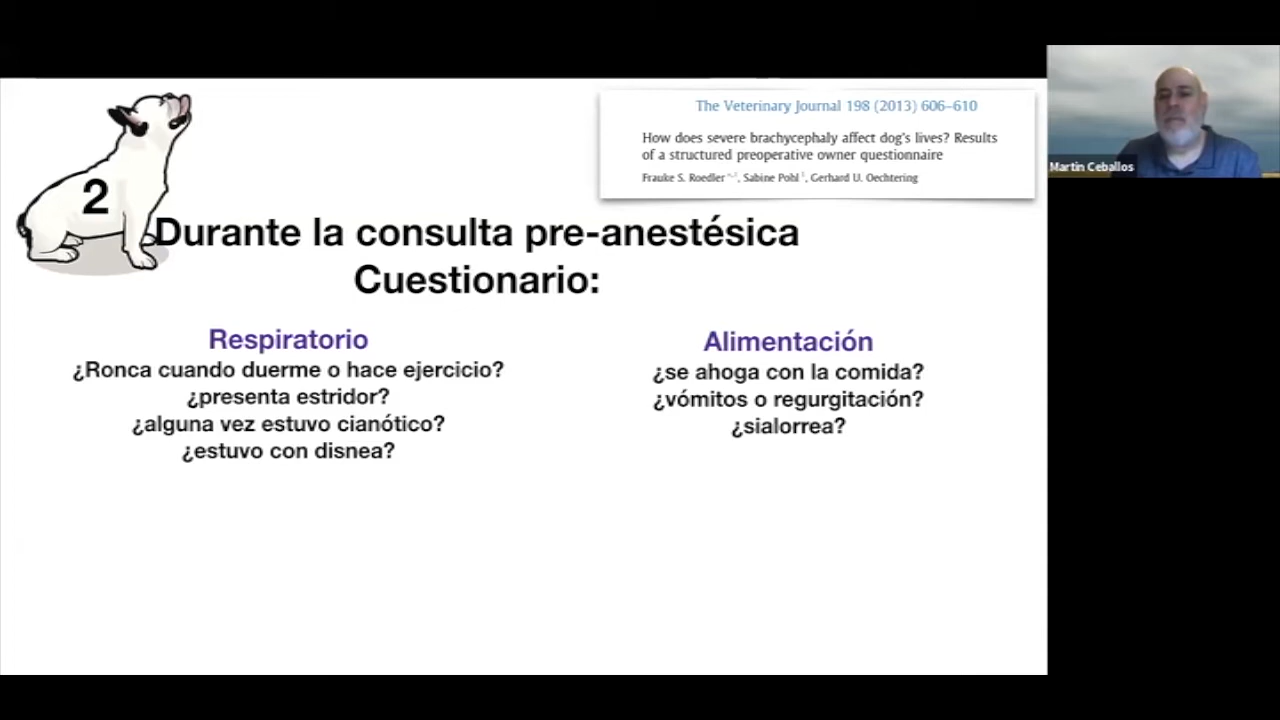 The Veterinary Journal 198 (2013) 606–610
How does severe brachycephaly affect dog's lives? Results
of a structured preoperative owner questionnaire
Frauke S. Roedler, Sabine Pohl, Gerhard U. Oechtering
Martin Ceballos
2
Durante la consulta pre-anestésica
Cuestionario:
Respiratorio
¿Ronca cuando duerme o hace ejercicio?
¿presenta estridor?
¿alguna vez estuvo cianótico?
¿estuvo con disnea?
Alimentación
¿se ahoga con la comida?
¿vómitos o regurgitación?
¿sialorrea?